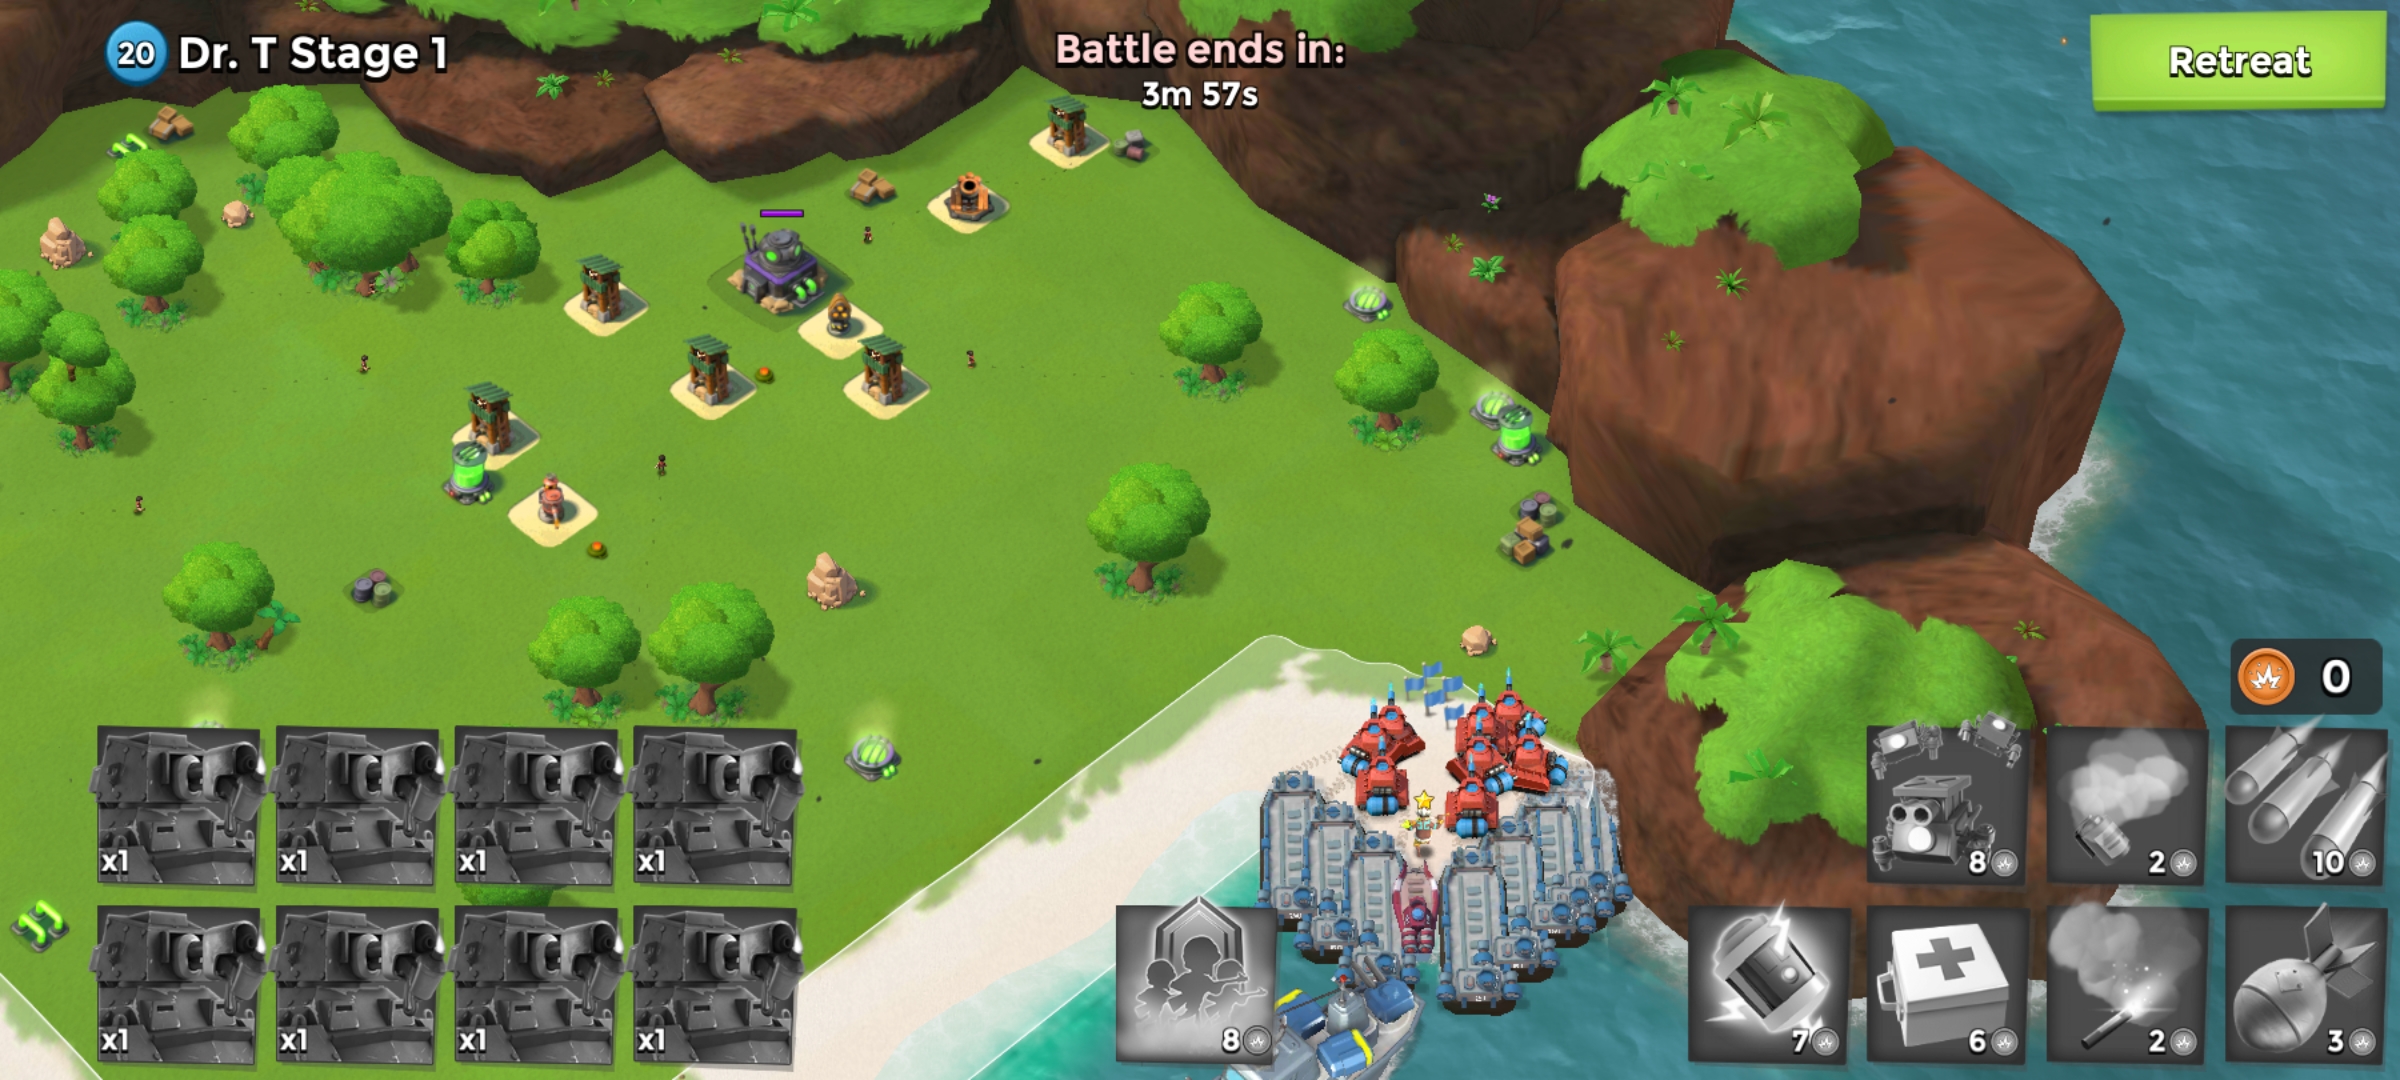 20 Dr. T Stage 1
Battle ends in:
3m 57s
Retreat
0
x1 x1 x1 x1
8 2 10
x1 x1 x1 x1
8 7 6 2 3